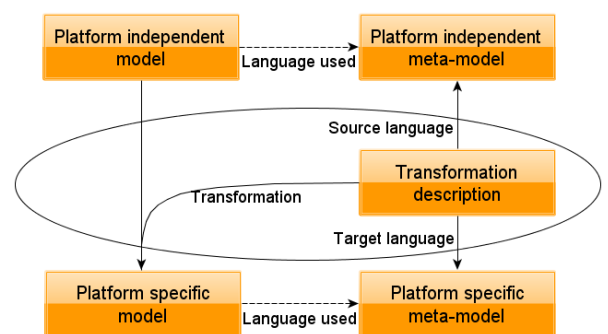 Platform independent
model
Language used
Platform independent
meta-model
Source language
Transformation
description
Transformation
Target language
Platform specific
model
Language used
Platform specific
meta-model